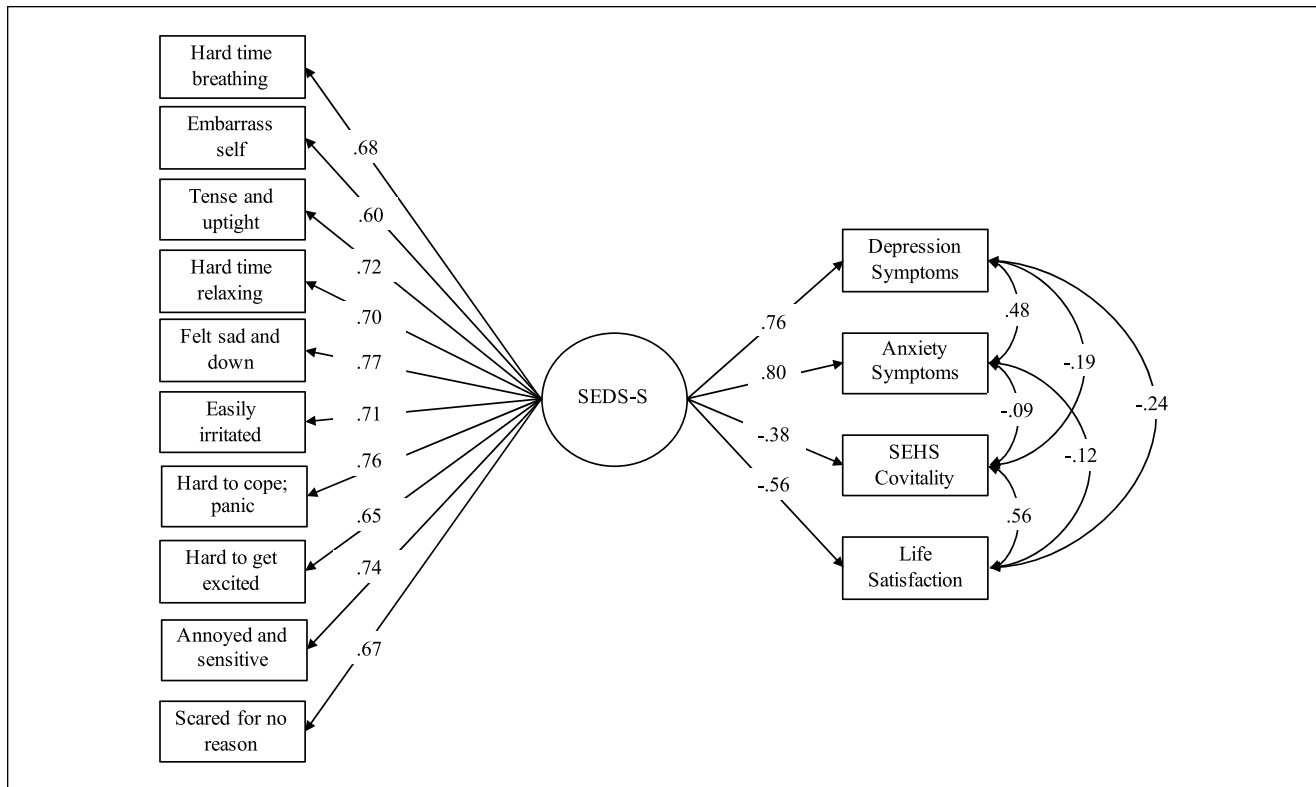 Hard time
breathing
Embarrass
self
Tense and
uptight
Hard time
relaxing
Felt sad and
down
Easily
irritated
Hard to cope;
panic
Hard to get
excited
Annoyed and
sensitive
Scared for no
reason
.68
.60
.72
.70
.77
.71
.76
.65
.74
.67
SEDS-S
.76
.80
-.38
-.56
Depression
Symptoms
Anxiety
Symptoms
SEHS
Covitality
Life
Satisfaction
.48
-.19
-.09
-.24
-.12
.56